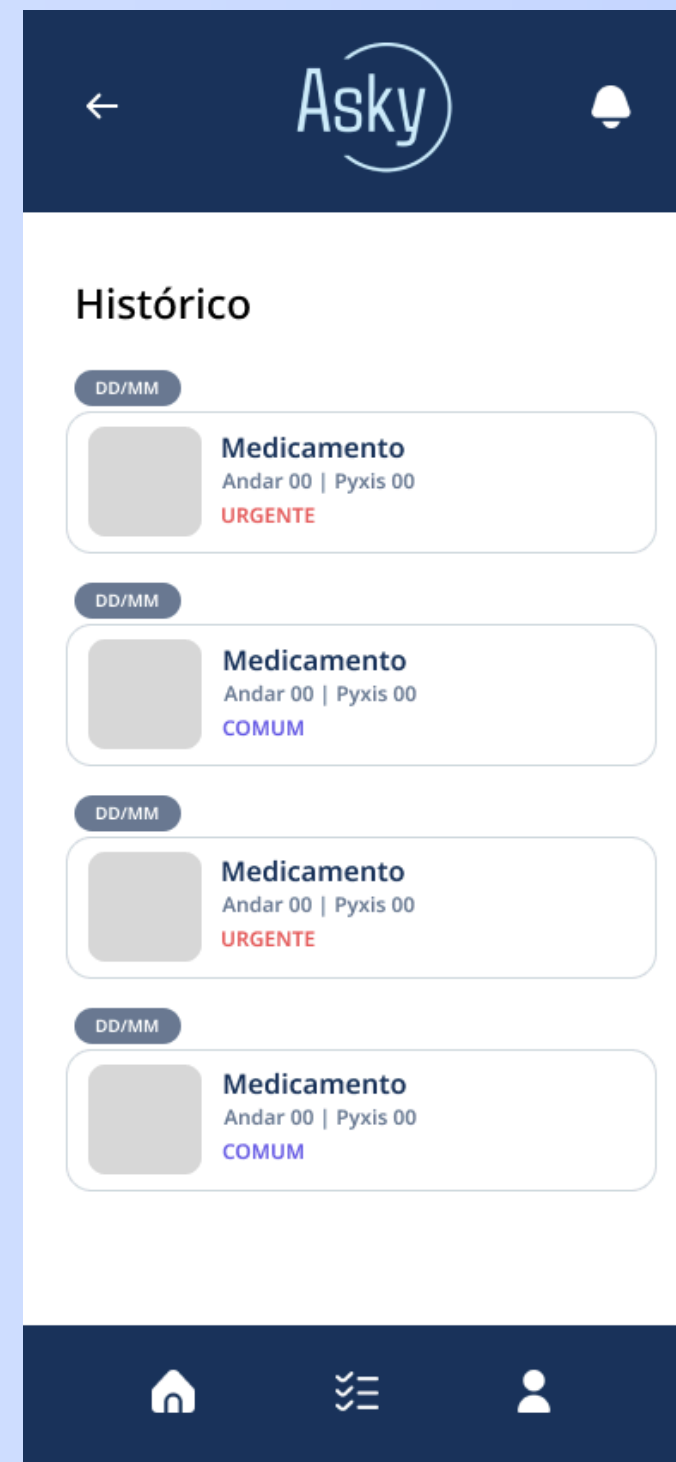 Asky
Histórico
DD/MM
Medicamento
Andar 00 | Pyxis 00
URGENTE
DD/MM
Medicamento
Andar 00 | Pyxis 00
COMUM
DD/MM
Medicamento
Andar 00 | Pyxis 00
URGENTE
DD/MM
Medicamento
Andar 00 | Pyxis 00
COMUM